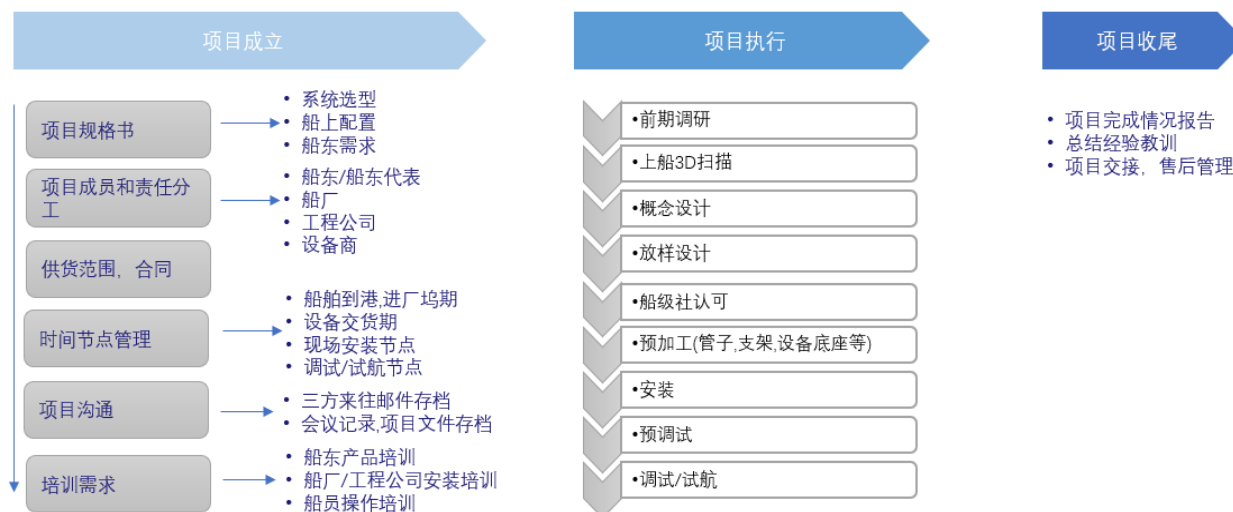 项目成立
项目规格书
• 系统选型
• 船上配置
• 船东需求
项目成员和责任分
工
• 船东/船东代表
• 船厂
• 工程公司
• 设备商
供货范围，合同
时间节点管理
• 船舶到港,进厂坞期
• 设备交货期
• 现场安装节点
• 调试/试航节点
项目沟通
• 三方来往邮件存档
• 会议记录,项目文件存档
培训需求
• 船东产品培训
• 船厂/工程公司安装培训
• 船员操作培训
项目执行
•前期调研
•上船3D扫描
•概念设计
•放样设计
•船级社认可
•预加工(管子,支架,设备底座等)
•安装
•预调试
•调试/试航
项目收尾
• 项目完成情况报告
• 总结经验教训
• 项目交接，售后管理